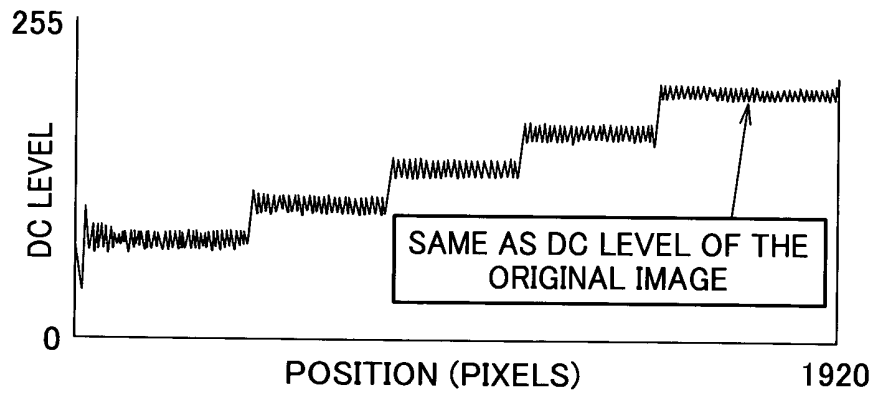 255
DC LEVEL
SAME AS DC LEVEL OF THE
ORIGINAL IMAGE
0
POSITION (PIXELS)
1920